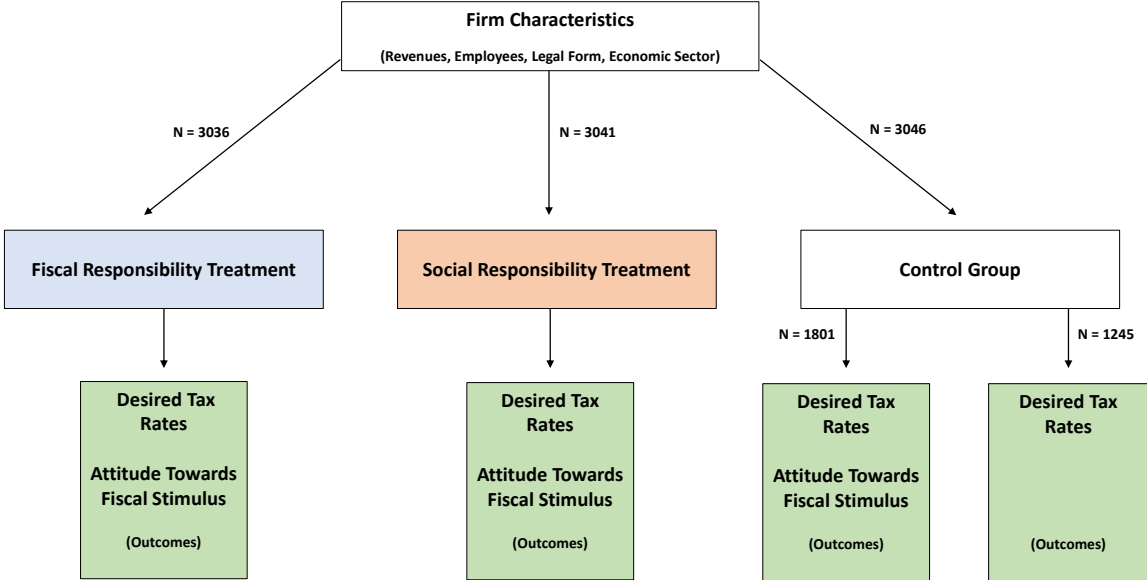 Firm Characteristics
(Revenues, Employees, Legal Form, Economic Sector)
N = 3036
N = 3041
N = 3046
Fiscal Responsibility Treatment
Social Responsibility Treatment
Control Group
N = 1801
N = 1245
Desired Tax
Rates
Attitude Towards
Fiscal Stimulus
(Outcomes)
Desired Tax
Rates
Attitude Towards
Fiscal Stimulus
(Outcomes)
Desired Tax
Rates
Attitude Towards
Fiscal Stimulus
(Outcomes)
Desired Tax
Rates
(Outcomes)